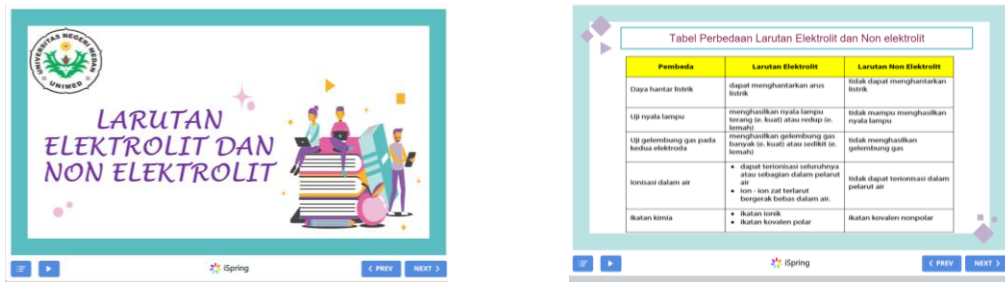 UNIVERSITAS NEGERI MEDAN
UNIMED
LARUTAN
ELEKTROLIT DAN
NON ELEKTROLIT
iSpring
< PREV
NEXT >
Tabel Perbedaan Larutan Elektrolit dan Non elektrolit
Pembeda
Larutan Elektrolit
Larutan Non Elektrolit
Daya hantar listrik
dapat menghantarkan arus
listrik
tidak dapat menghantarkan
listrik
Uji nyala lampu
menghasilkan nyala lampu
terang (e. kuat) atau redup (e.
lemah)
tidak mampu menghasilkan
nyala lampu
Uji gelembung gas pada
kedua elektroda
menghasilkan gelembung gas
banyak (e. kuat) atau sedikit (e.
lemah)
tidak menghasilkan
gelembung gas
Ionisasi dalam air
• dapat terionisasi seluruhnya
atau sebagian dalam pelarut
air
• ion - ion zat terlarut
bergerak bebas dalam air.
tidak dapat terionisasi dalam
pelarut air
Ikatan kimia
• ikatan ionik
• ikatan kovalen polar
ikatan kovalen nonpolar
iSpring
< PREV
NEXT >